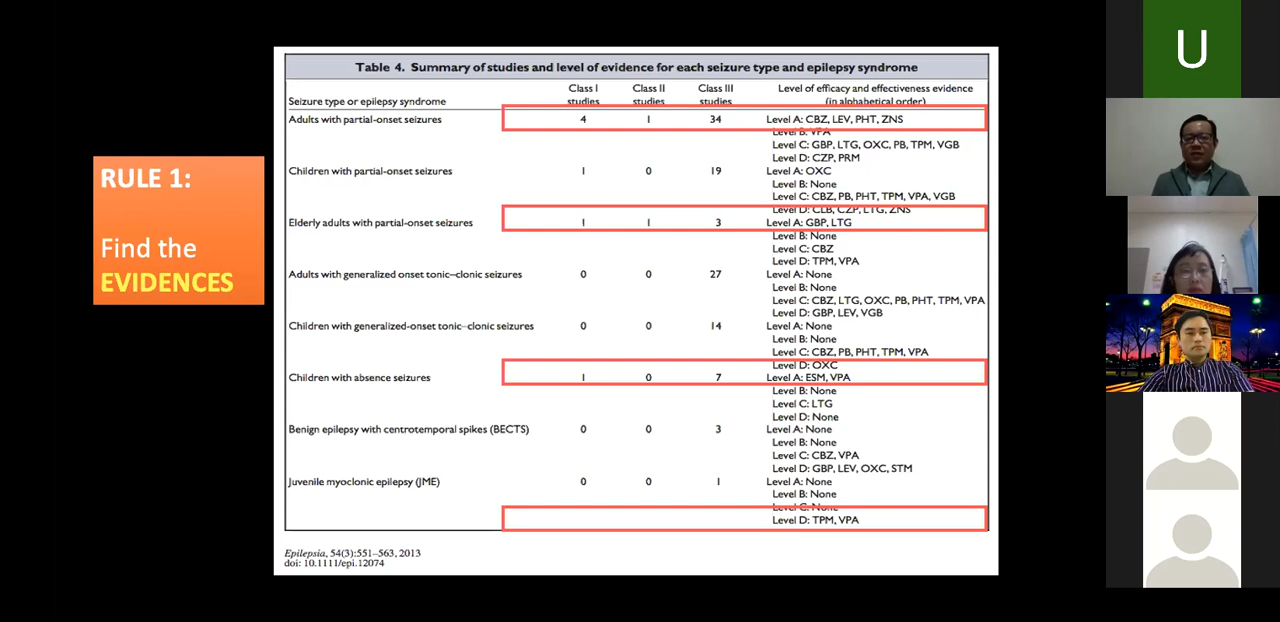 RULE 1:
Find the
EVIDENCES
Table 4. Summary of studies and level of evidence for each seizure type and epilepsy syndrome
Seizure type or epilepsy syndrome
Class I studies
Class II studies
Class III studies
Level of efficacy and effectiveness evidence (in alphabetical order)
Adults with partial-onset seizures 4 1 34 Level A: CBZ, LEV, PHT, ZNS
Level B: VPA
Level C: GBP, LTG, OXC, PB, TPM, VGB
Level D: CZP, PRM
Children with partial-onset seizures 1 0 19 Level A: OXC
Level B: None
Level C: CBZ, PB, PHT, TPM, VPA, VGB
Level D: CLB, CZP, LTG, ZNS
Elderly adults with partial-onset seizures 1 1 3 Level A: GBP, LTG
Level B: None
Level C: CBZ
Level D: TPM, VPA
Adults with generalized onset tonic–clonic seizures 0 0 27 Level A: None
Level B: None
Level C: CBZ, LTG, OXC, PB, PHT, TPM, VPA
Level D: GBP, LEV, VGB
Children with generalized-onset tonic–clonic seizures 0 0 14 Level A: None
Level B: None
Level C: CBZ, PB, PHT, TPM, VPA
Level D: OXC
Children with absence seizures 1 0 7 Level A: ESM, VPA
Level B: None
Level C: LTG
Level D: None
Benign epilepsy with centrotemporal spikes (BECTS) 0 0 3 Level A: None
Level B: None
Level C: CBZ, VPA
Level D: GBP, LEV, OXC, STM
Juvenile myoclonic epilepsy (JME) 0 0 1 Level A: None
Level B: None
Level C: None
Level D: TPM, VPA
Epilepsia, 54(3):551–563, 2013
doi: 10.1111/epi.12074
U